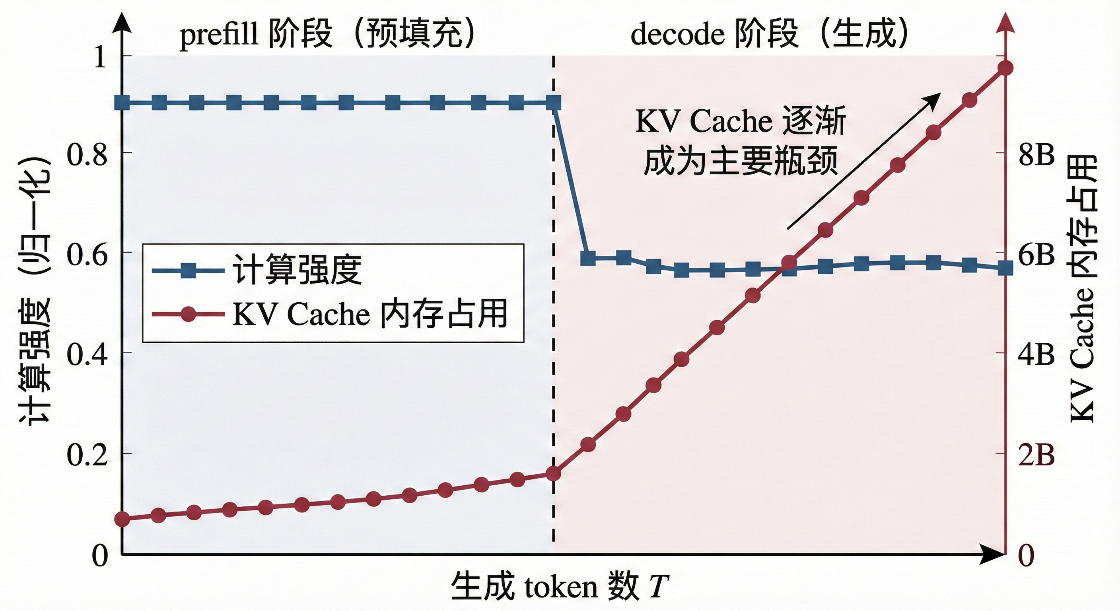 prefill 阶段（预填充）
decode 阶段（生成）
1
0.8
0.6
0.4
0.2
0
计算强度（归一化）
计算强度
KV Cache 内存占用
KV Cache 逐渐
成为主要瓶颈
8B
6B
4B
2B
0
KV Cache 内存占用
生成 token 数 T